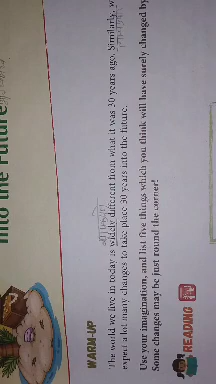 into the Future
WARM-UP
The world we live in today is widely different from what it was 30 years ago. Similarly, w
expect a lot many changes to take place 30 years into the future.
Use your imagination, and list five things which you think will have surely changed by
Some changes may be just round the corner!
READING